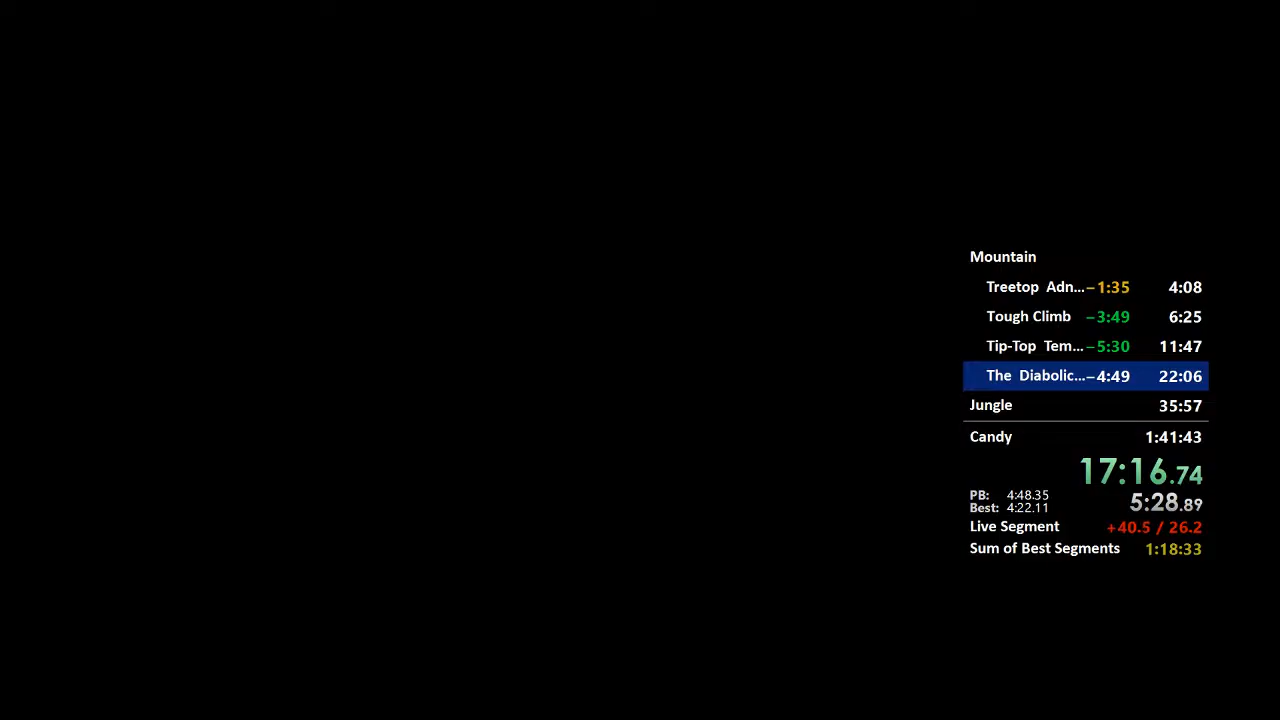 Mountain
Treetop Adn... −1:35 4:08
Tough Climb −3:49 6:25
Tip-Top Tem... −5:30 11:47
The Diabolic... −4:49 22:06
Jungle 35:57
Candy 1:41:43
17:16.74
PB: 4:48.35 5:28.89
Best: 4:22.11
Live Segment +40.5 / 26.2
Sum of Best Segments 1:18:33